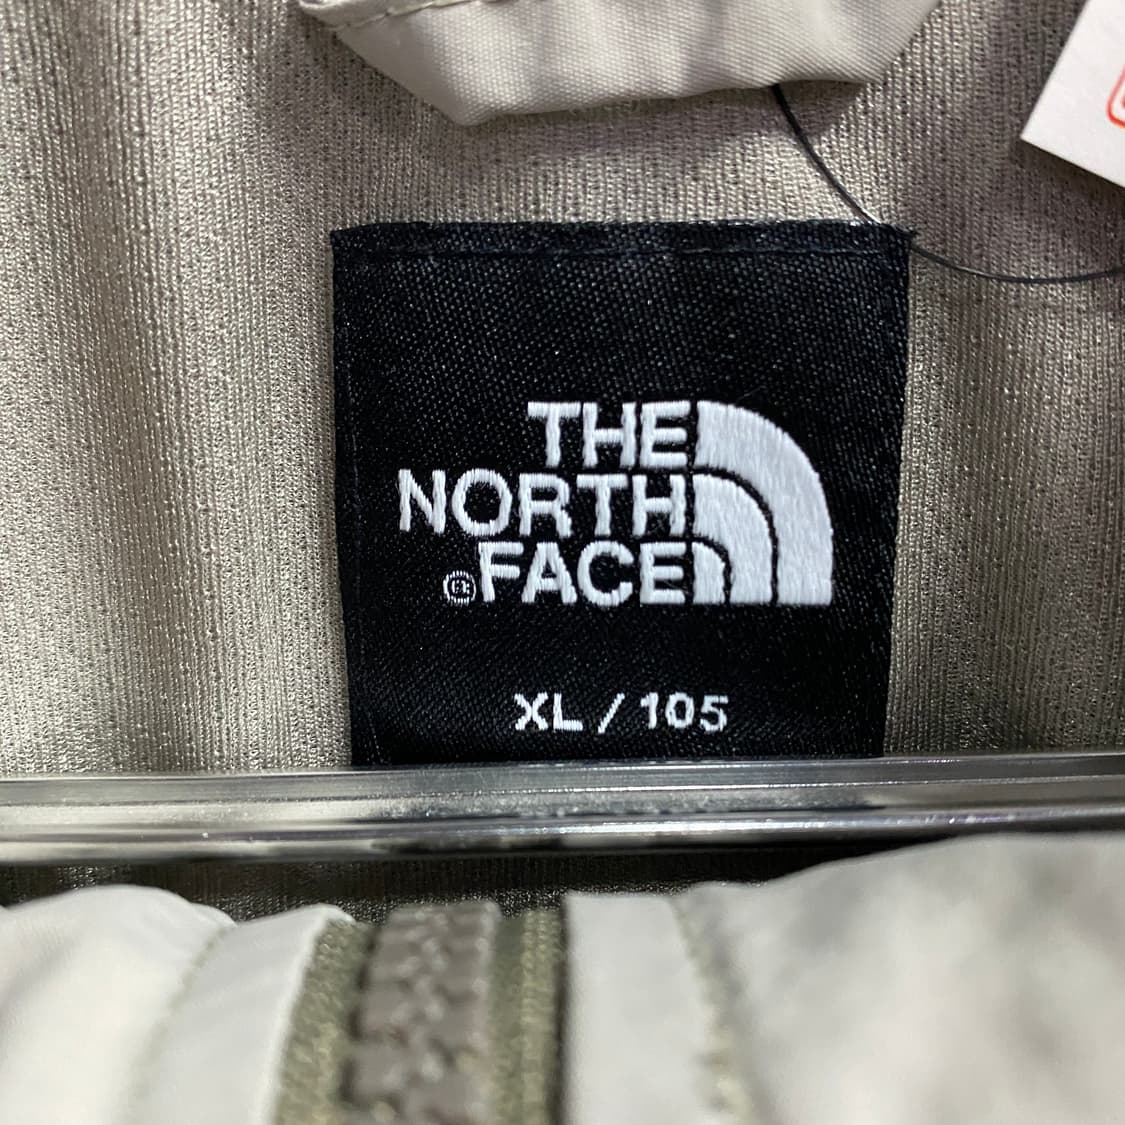 THE
NORTH
FACE
XL / 105